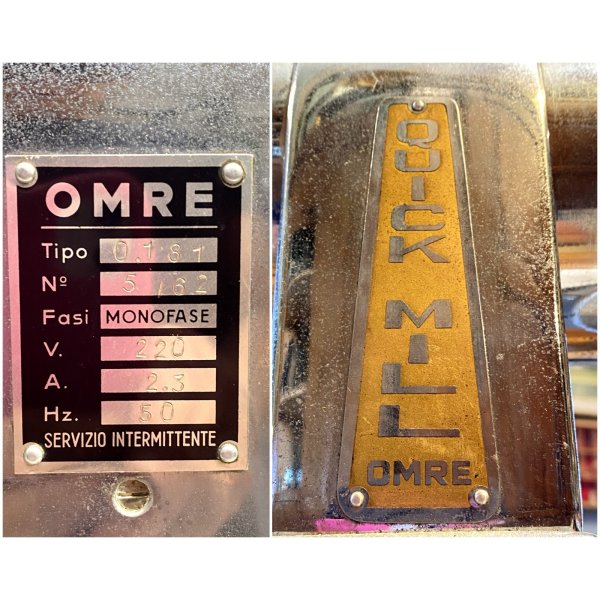 OMRE
Tipo 0.181
Nº 5/62
Fasi MONOFASE
V. 220
A. 2.3
Hz. 50
SERVIZIO INTERMITTENTE
QUICK MILL
OMRE